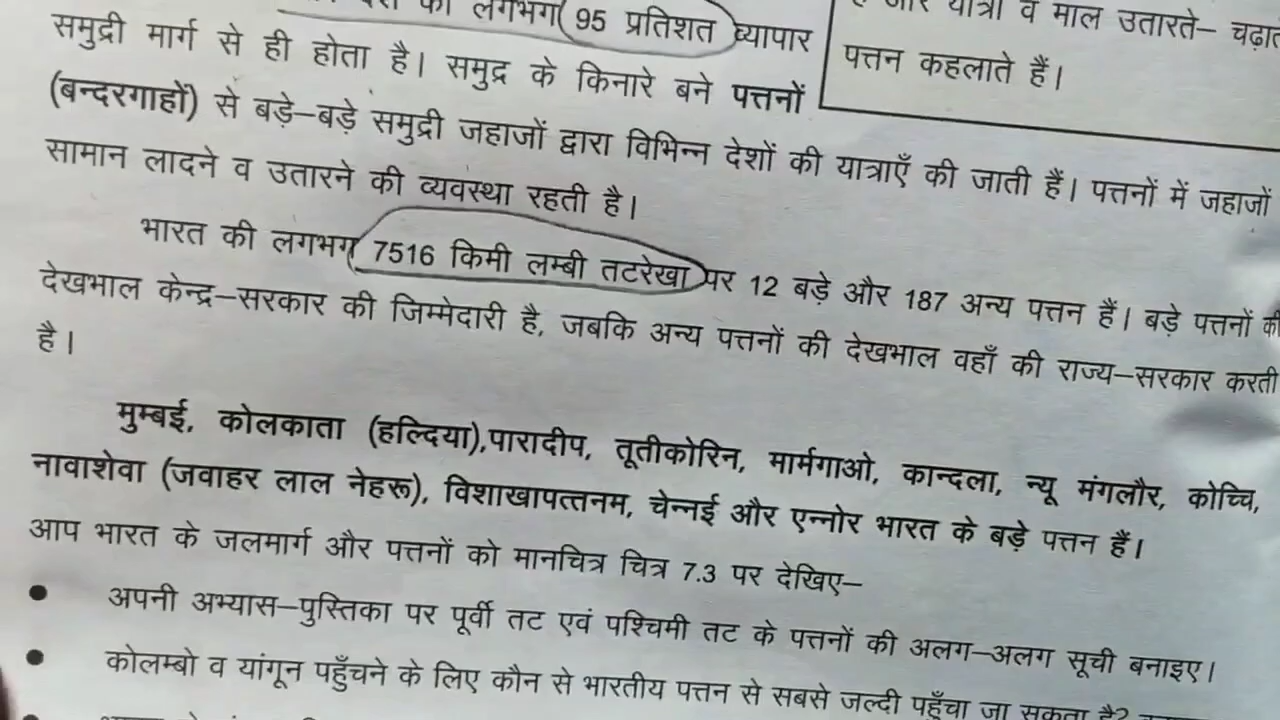 लगभग 95 प्रतिशत व्यापार
समुद्री मार्ग से ही होता है। समुद्र के किनारे बने पत्तनों
(बन्दरगाहों) से बड़े–बड़े समुद्री जहाजों द्वारा विभिन्न देशों की यात्राएँ की जाती हैं। पत्तनों में जहाजों
सामान लादने व उतारने की व्यवस्था रहती है।
यात्री व माल उतारते– चढ़ाते
पत्तन कहलाते हैं।
भारत की लगभग 7516 किमी लम्बी तटरेखा पर 12 बड़े और 187 अन्य पत्तन हैं। बड़े पत्तनों की
देखभाल केन्द्र–सरकार की जिम्मेदारी है, जबकि अन्य पत्तनों की देखभाल वहाँ की राज्य–सरकार करती
है।
मुम्बई, कोलकाता (हल्दिया),पारादीप, तूतीकोरिन, मार्मगाओ, कान्दला, न्यू मंगलौर, कोच्चि,
नावाशेवा (जवाहर लाल नेहरू), विशाखापत्तनम, चेन्नई और एन्नोर भारत के बड़े पत्तन हैं।
आप भारत के जलमार्ग और पत्तनों को मानचित्र चित्र 7.3 पर देखिए–
• अपनी अभ्यास–पुस्तिका पर पूर्वी तट एवं पश्चिमी तट के पत्तनों की अलग–अलग सूची बनाइए।
• कोलम्बो व यांगून पहुँचने के लिए कौन से भारतीय पत्तन से सबसे जल्दी पहुँचा जा सकता है?